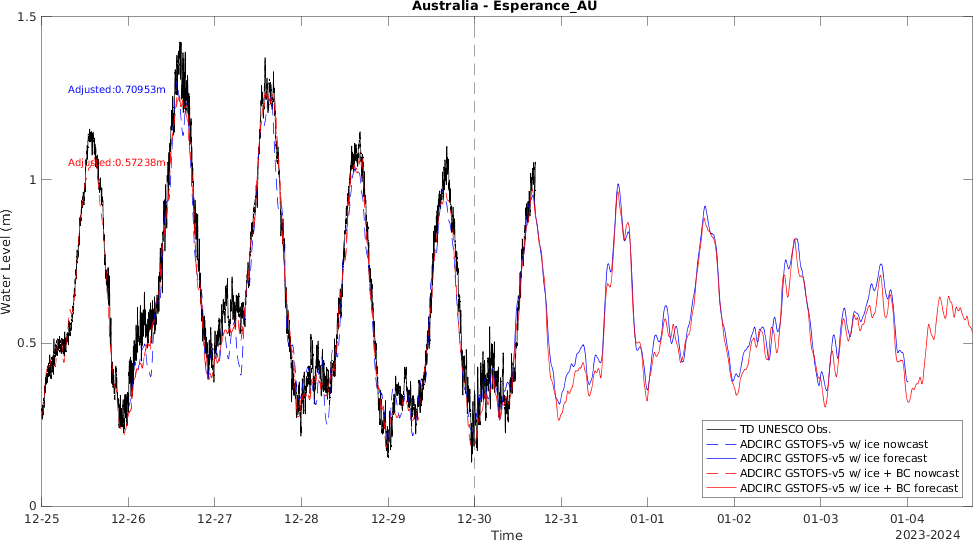 Australia - Esperance_AU
1.5
Adjusted:0.70953m
Adjusted:0.57238m
1
Water Level (m)
0.5
0
TD UNESCO Obs.
ADCIRC GSTOFS-v5 w/ ice nowcast
ADCIRC GSTOFS-v5 w/ ice forecast
ADCIRC GSTOFS-v5 w/ ice + BC nowcast
ADCIRC GSTOFS-v5 w/ ice + BC forecast
12-25 12-26 12-27 12-28 12-29 12-30 12-31 01-01 01-02 01-03 01-04
Time
2023-2024